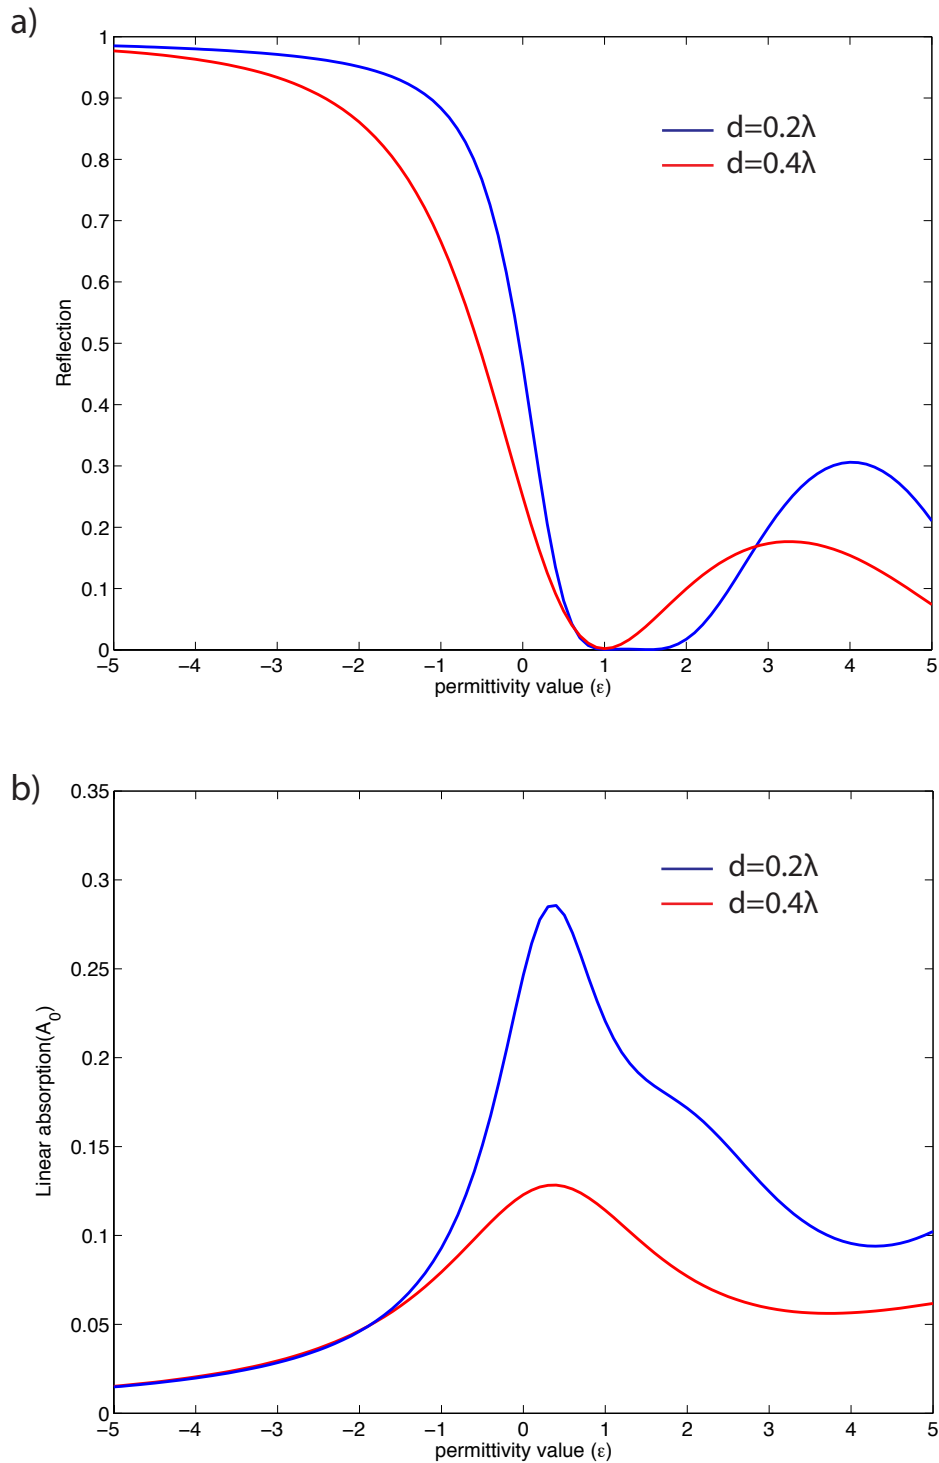 a)
1
0.9
0.8
0.7
0.6
0.5
0.4
0.3
0.2
0.1
0
Reflection
d=0.2λ
d=0.4λ
−5 −4 −3 −2 −1 0 1 2 3 4 5
permittivity value (ε)
b)
0.35
0.3
0.25
0.2
0.15
0.1
0.05
0
Linear absorption(A₀)
d=0.2λ
d=0.4λ
−5 −4 −3 −2 −1 0 1 2 3 4 5
permittivity value (ε)